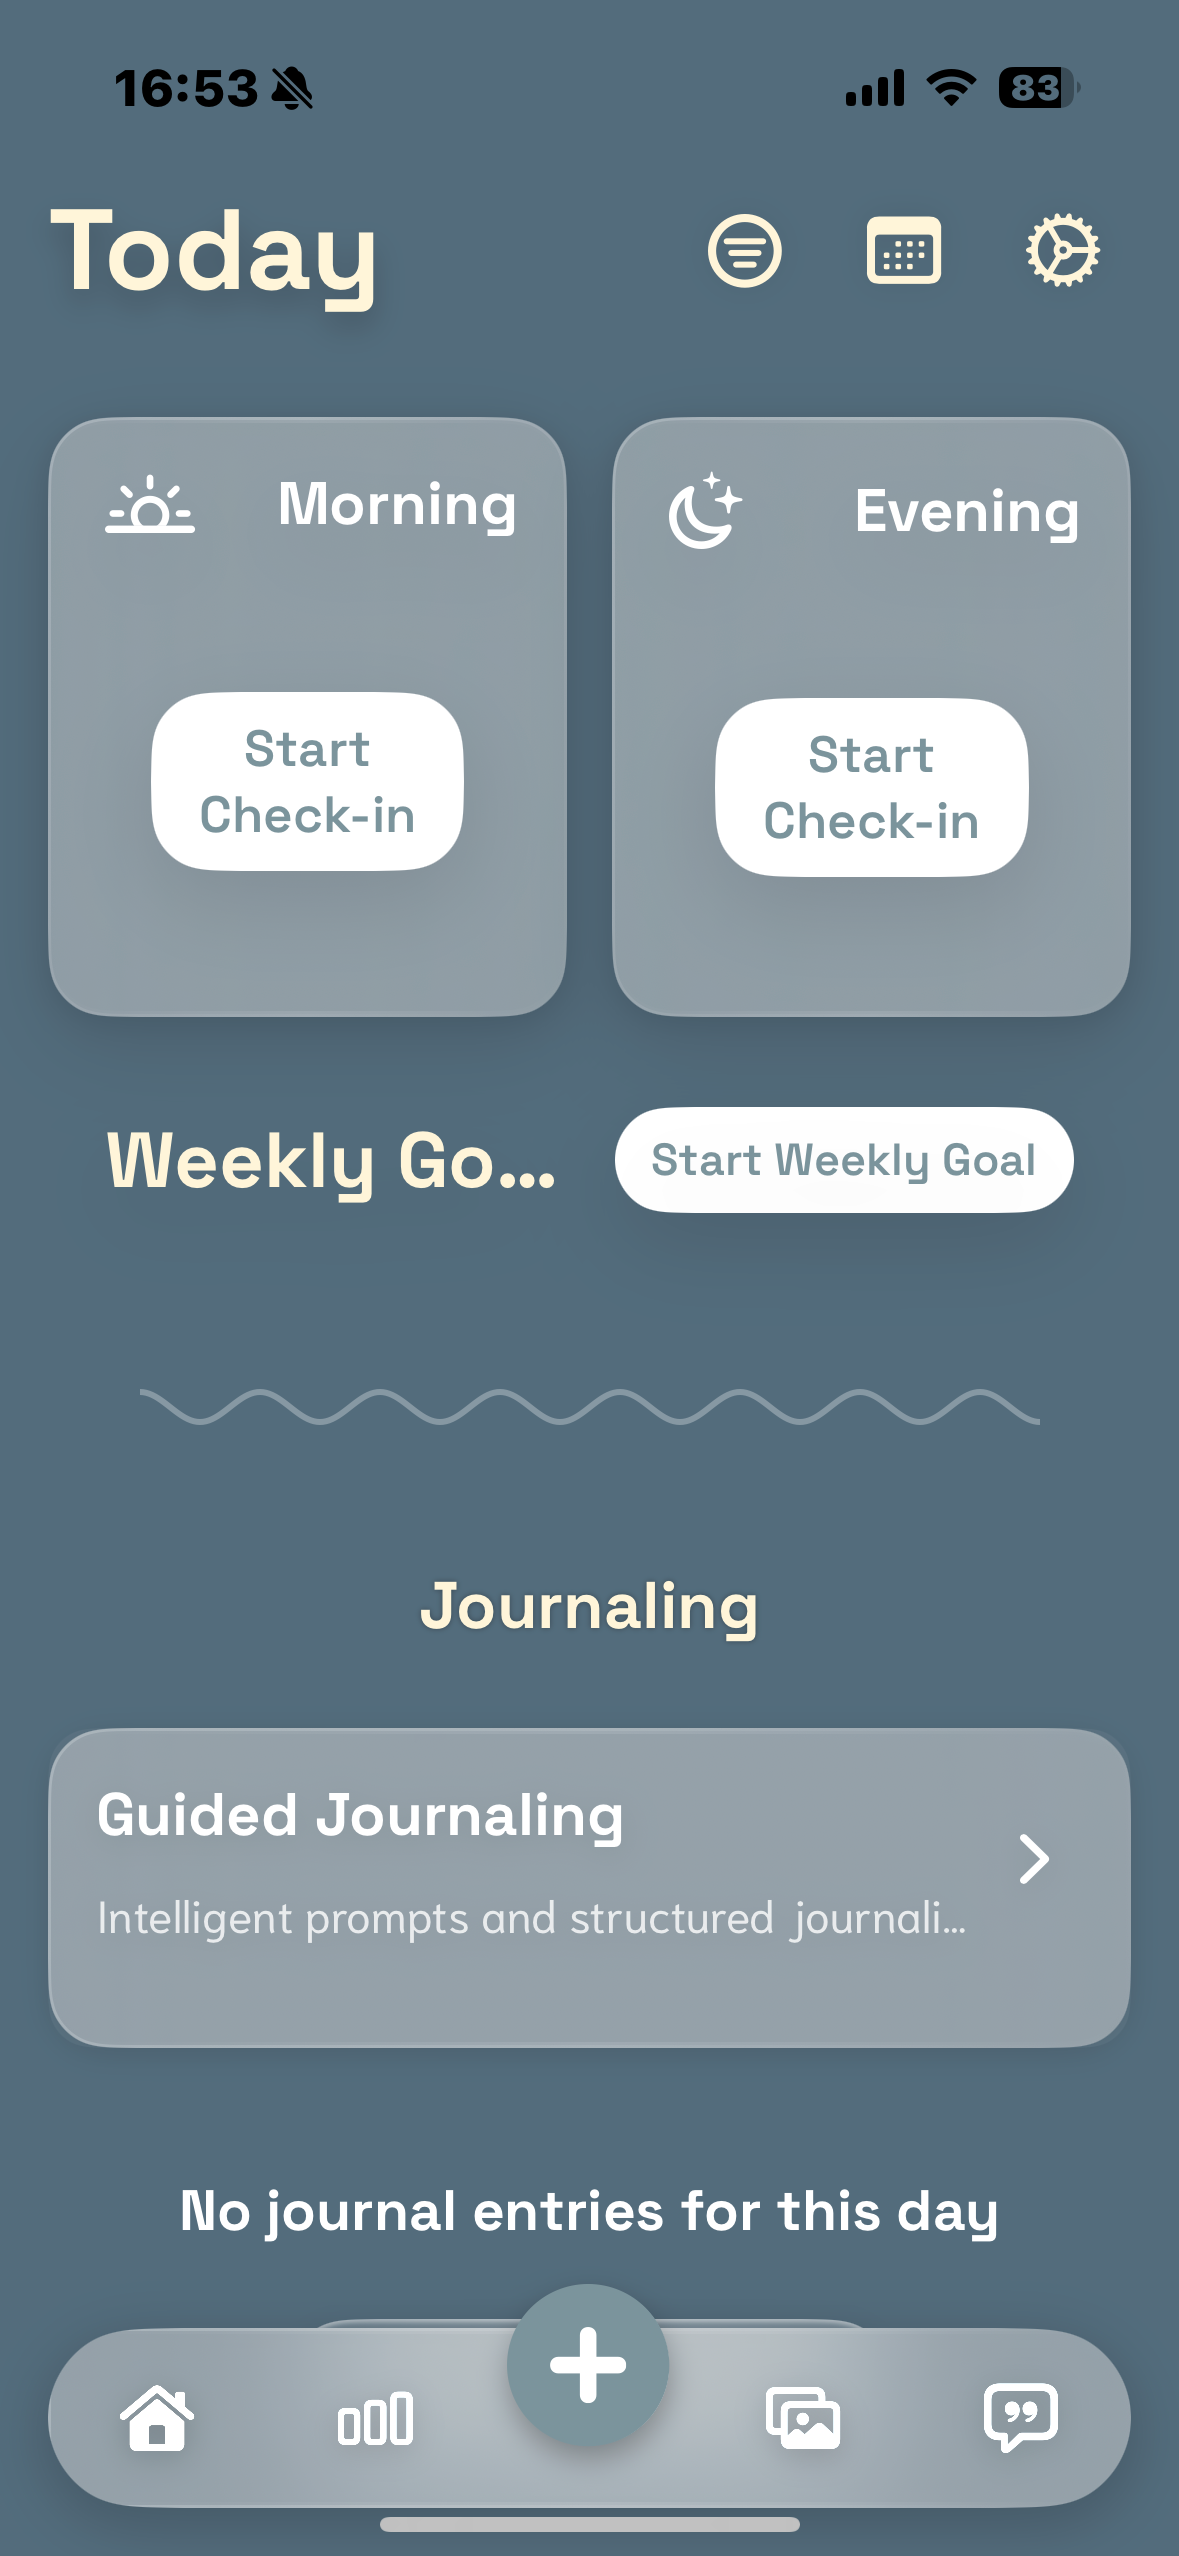 16:53
83
Today
Morning
Evening
Start
Check-in
Start
Check-in
Weekly Go...
Start Weekly Goal
Journaling
Guided Journaling
Intelligent prompts and structured journali...
No journal entries for this day